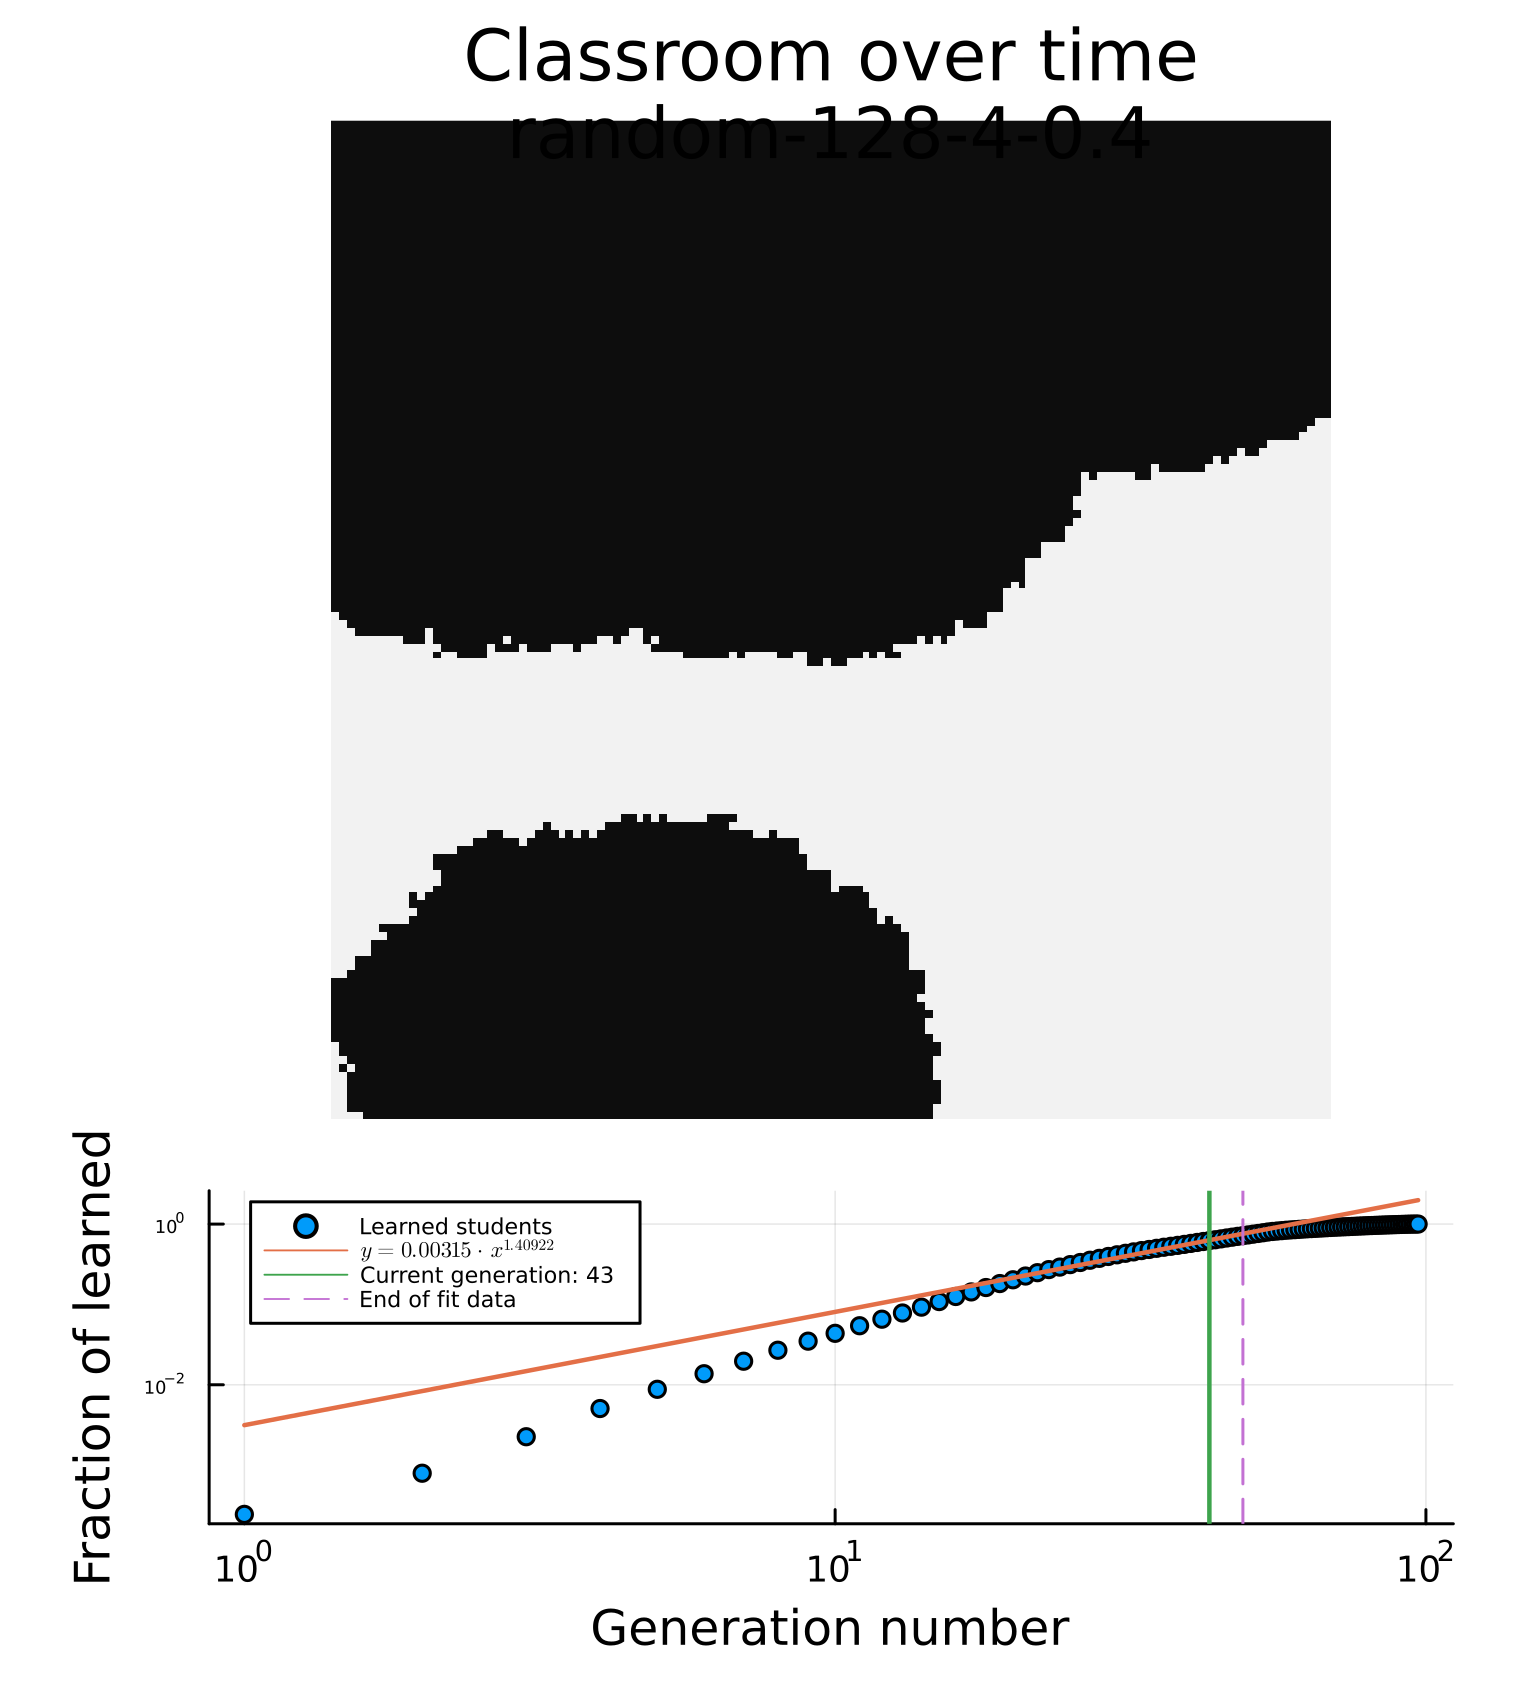 Classroom over time
random-128-4-0.4
Fraction of learned
10^0
10^-2
Learned students
y = 0.00315 · x^1.40922
Current generation: 43
End of fit data
10^0
10^1
10^2
Generation number